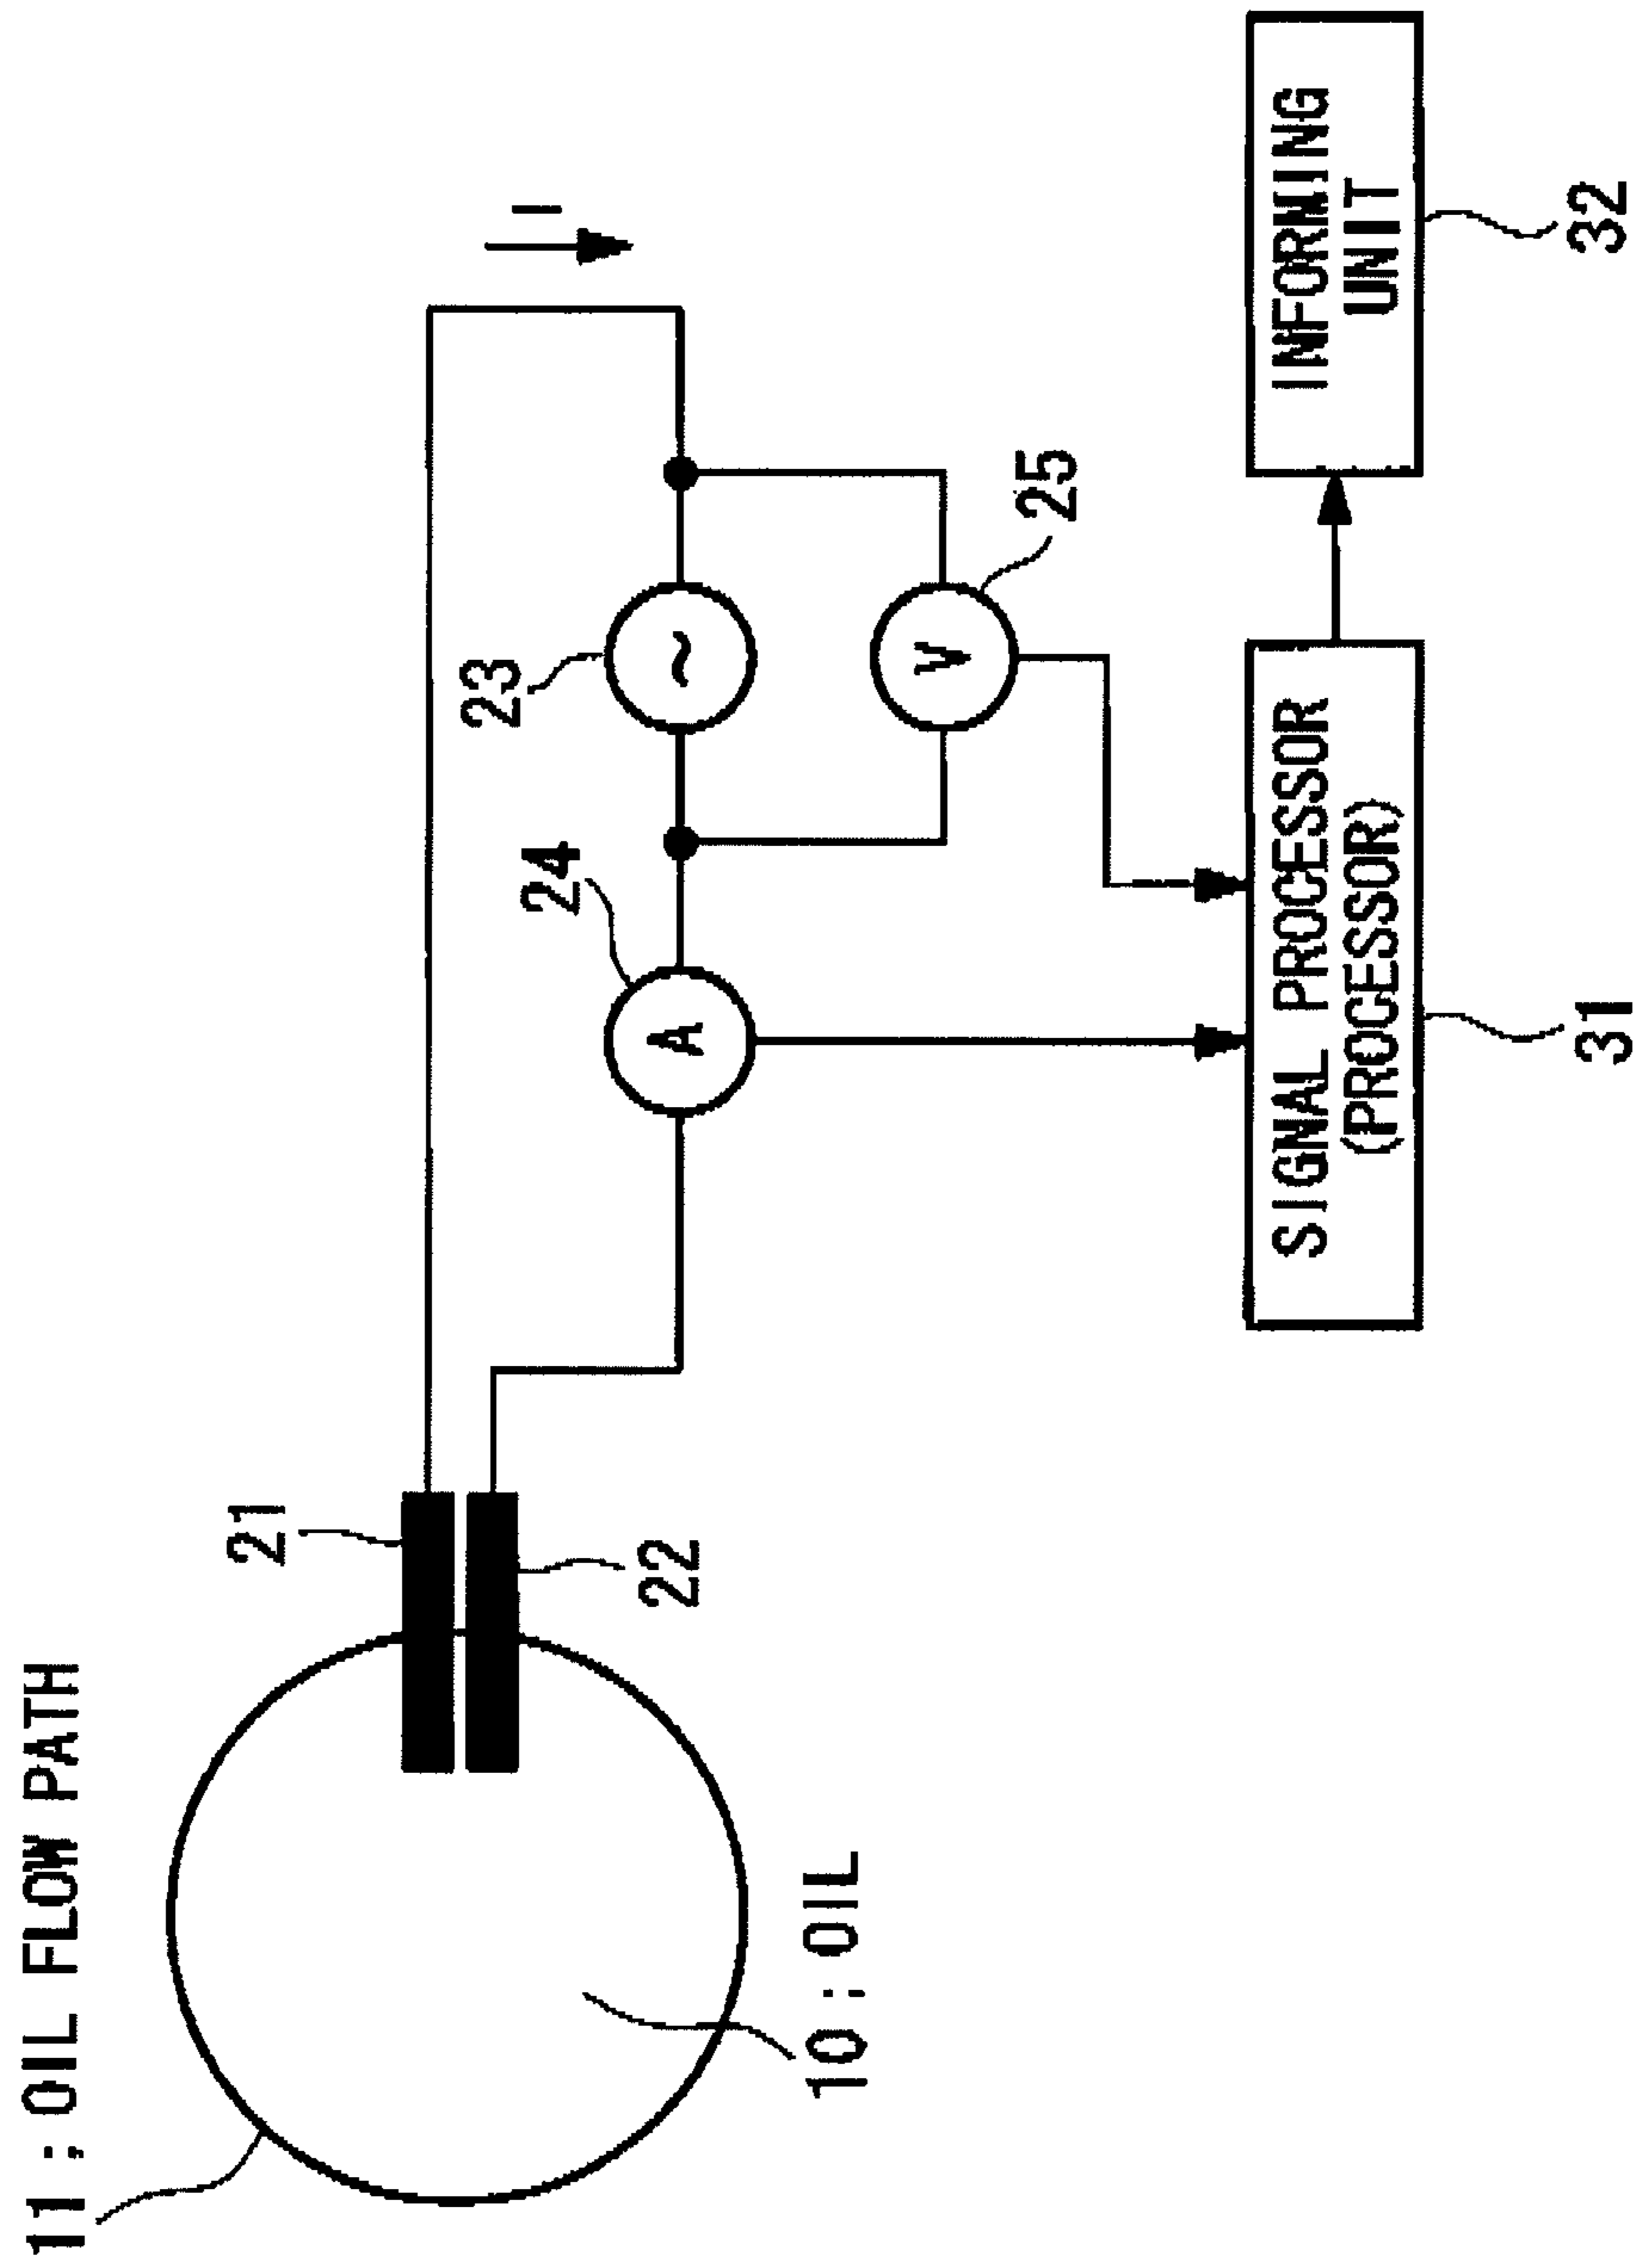 11 ; OIL FLOW PATH
21
22
10 : OIL
I
23
24
25
~
A
V
SIGNAL PROCESSOR
(PROCESSOR)
31
INFORMING
UNIT
32